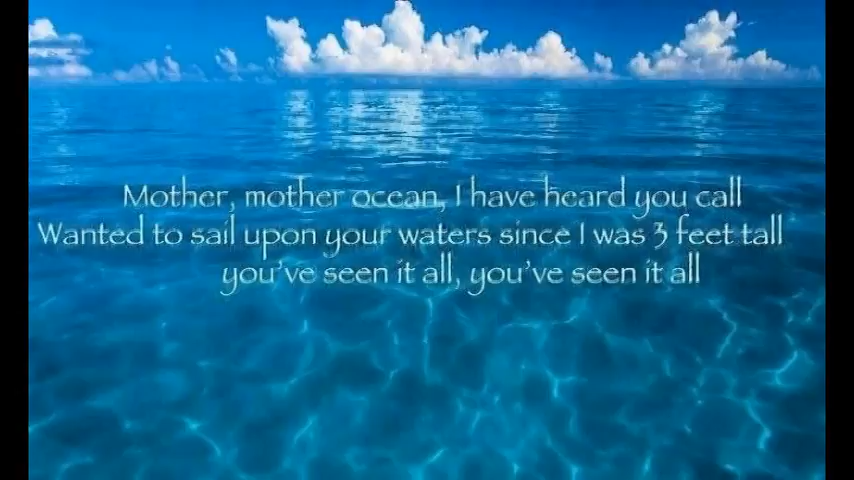 Mother, mother ocean, I have heard you call
Wanted to sail upon your waters since I was 3 feet tall
you've seen it all, you've seen it all